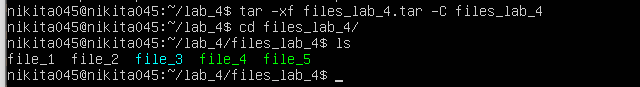 nikita045@nikita045:~/lab_4$ tar -xf files_lab_4.tar -C files_lab_4
nikita045@nikita045:~/lab_4$ cd files_lab_4/
nikita045@nikita045:~/lab_4/files_lab_4$ ls
file_1 file_2 file_3 file_4 file_5
nikita045@nikita045:~/lab_4/files_lab_4$ _